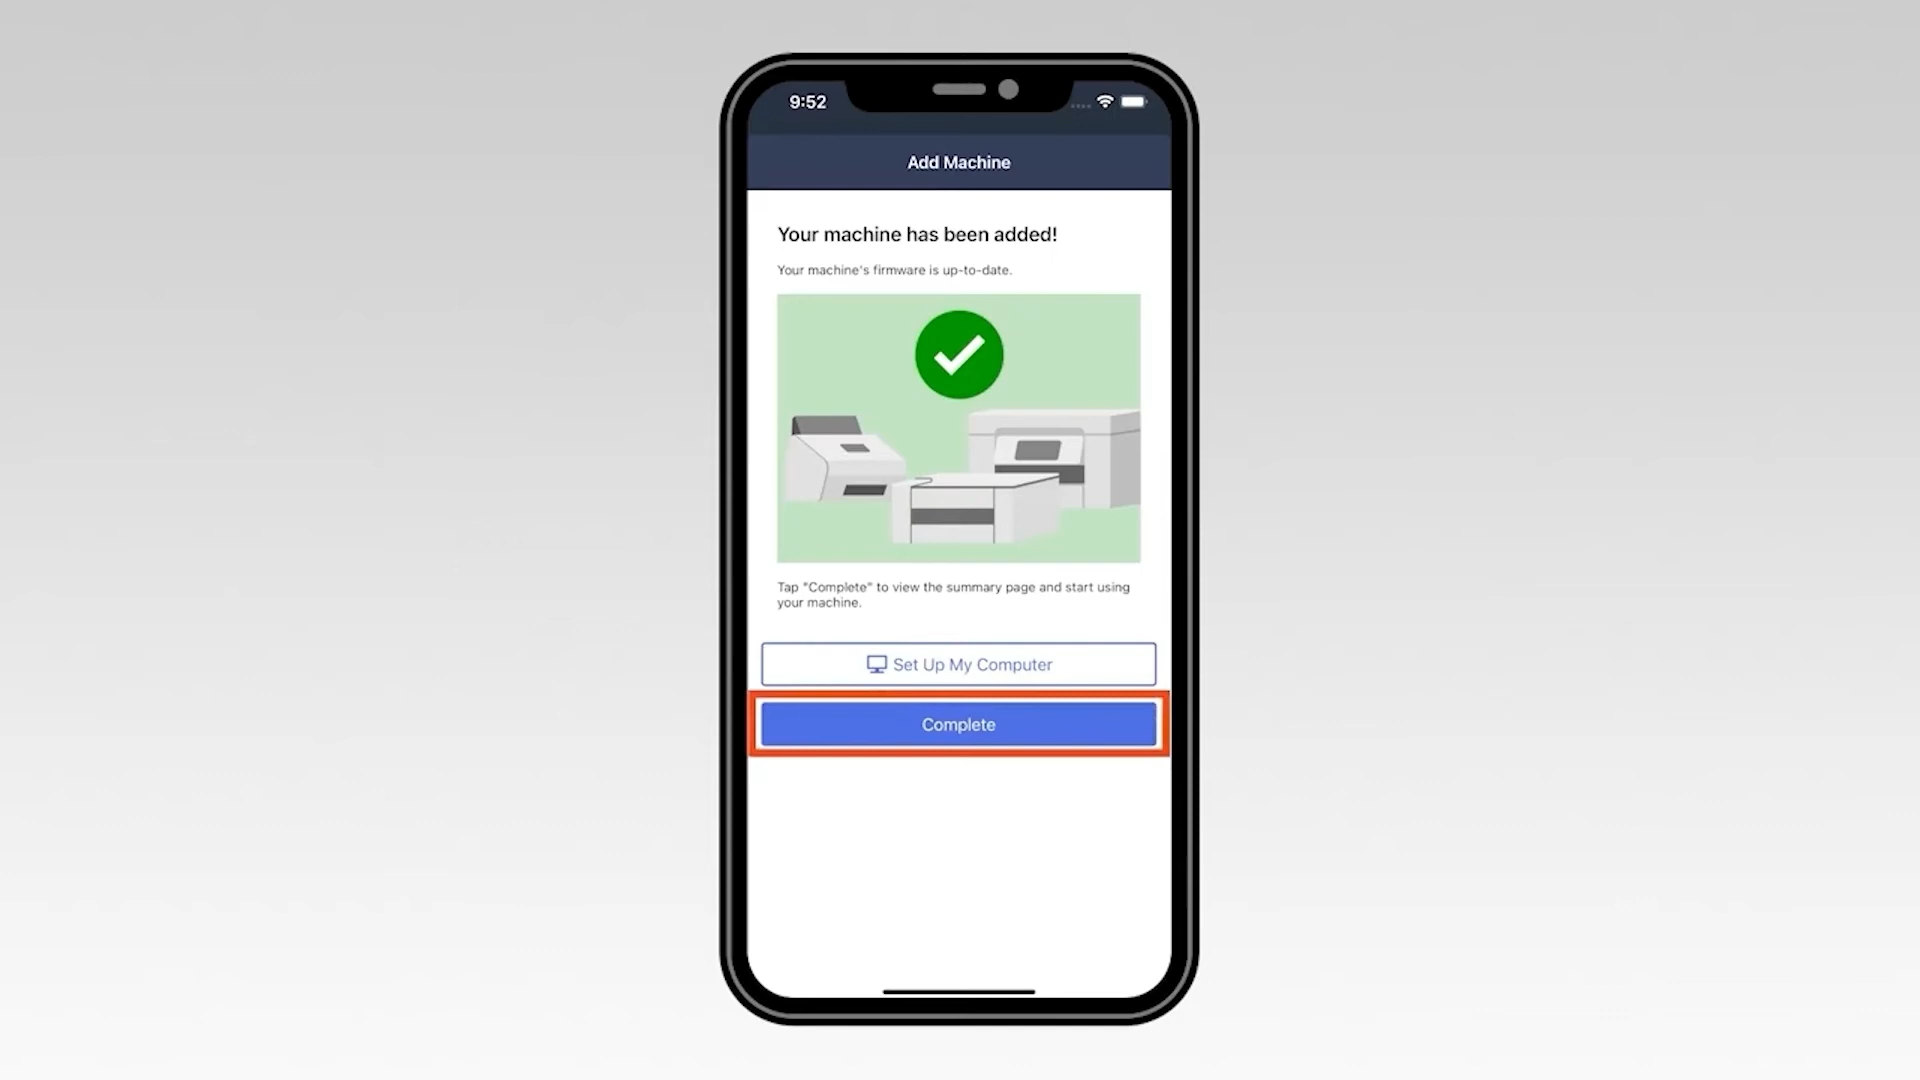 9:52
Add Machine
Your machine has been added!
Your machine's firmware is up-to-date.
Tap "Complete" to view the summary page and start using
your machine.
Set Up My Computer
Complete